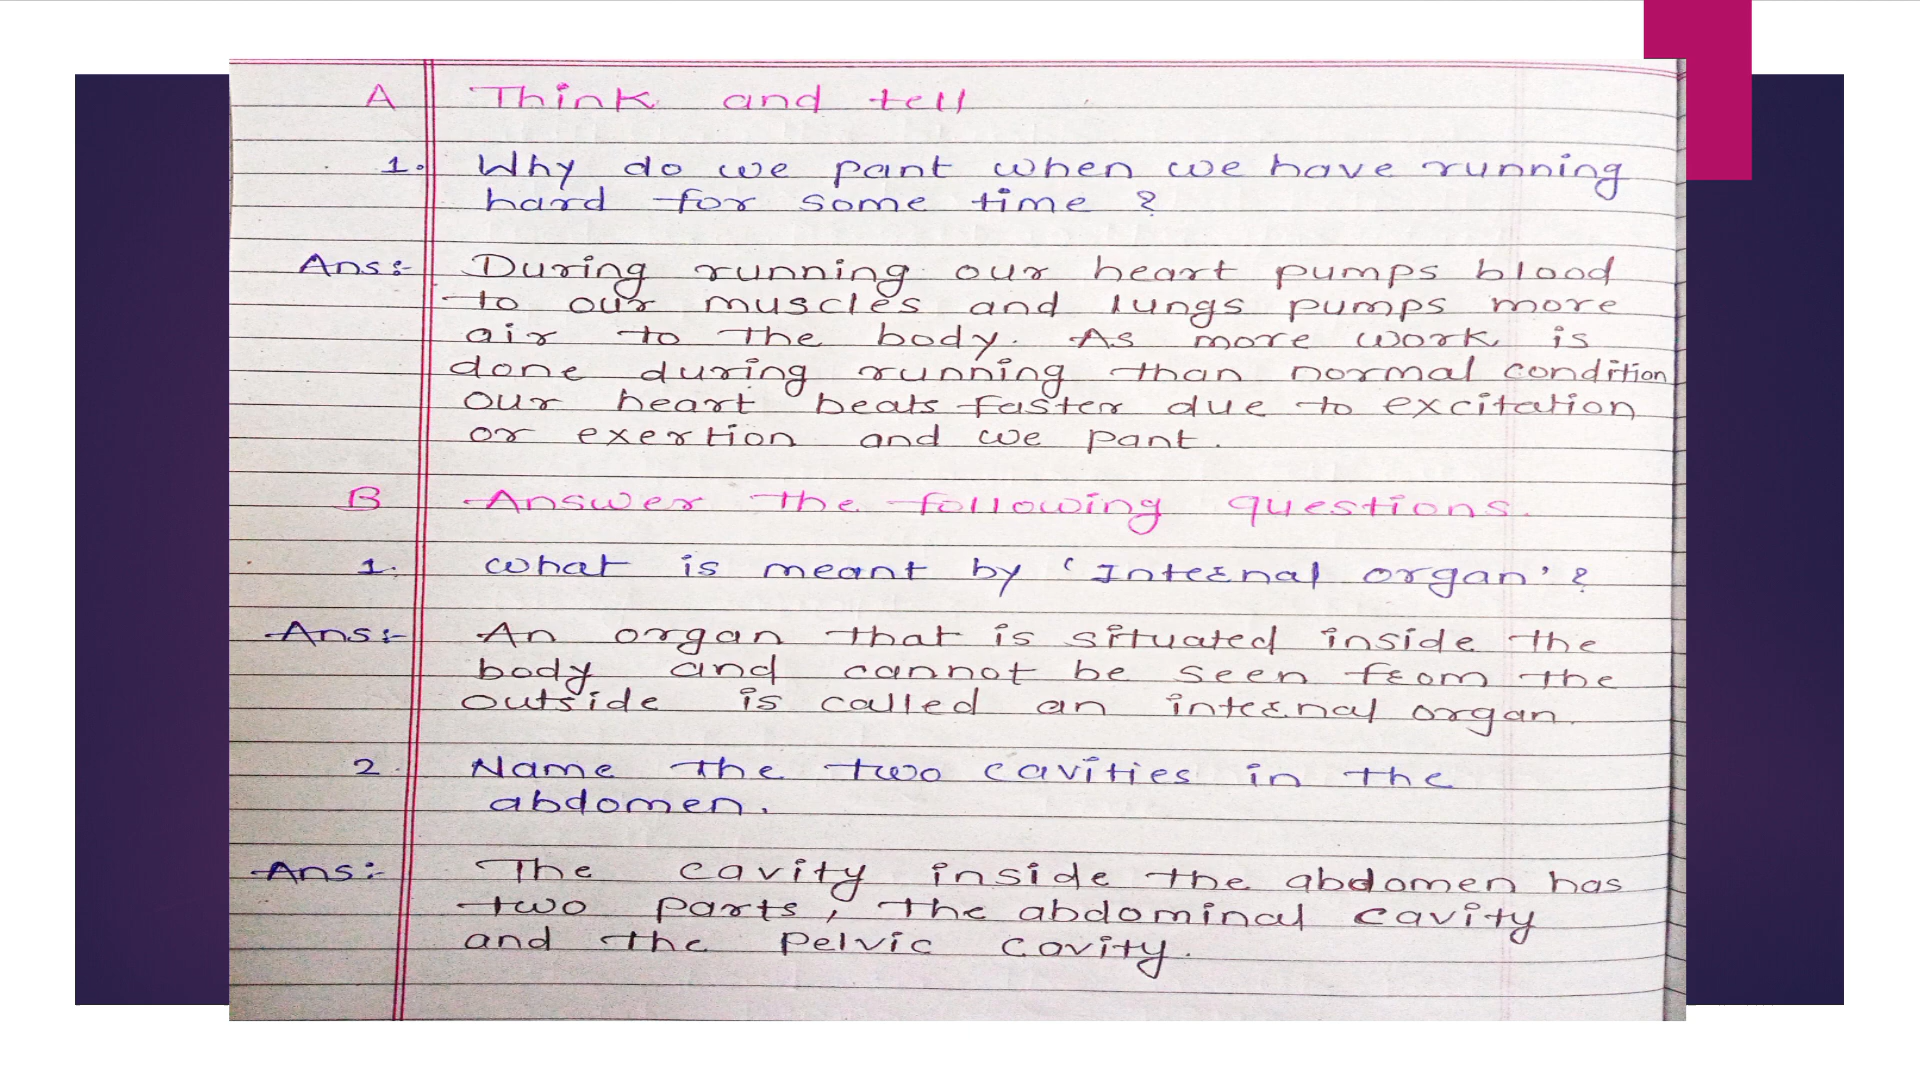 A Think and tell
1. Why do we pant when we have running
hard for some time ?
Ans:- During running our heart pumps blood
to our muscles and lungs pumps more
air to the body. As more work is
done during running than normal condition
our heart beats faster due to excitation
or exertion and we pant.
B Answer the following questions.
1. What is meant by 'Internal organ' ?
Ans:- An organ that is situated inside the
body and cannot be seen from the
outside is called an internal organ.
2. Name the two cavities in the
abdomen.
Ans:- The cavity inside the abdomen has
two parts, the abdominal cavity
and the pelvic cavity.